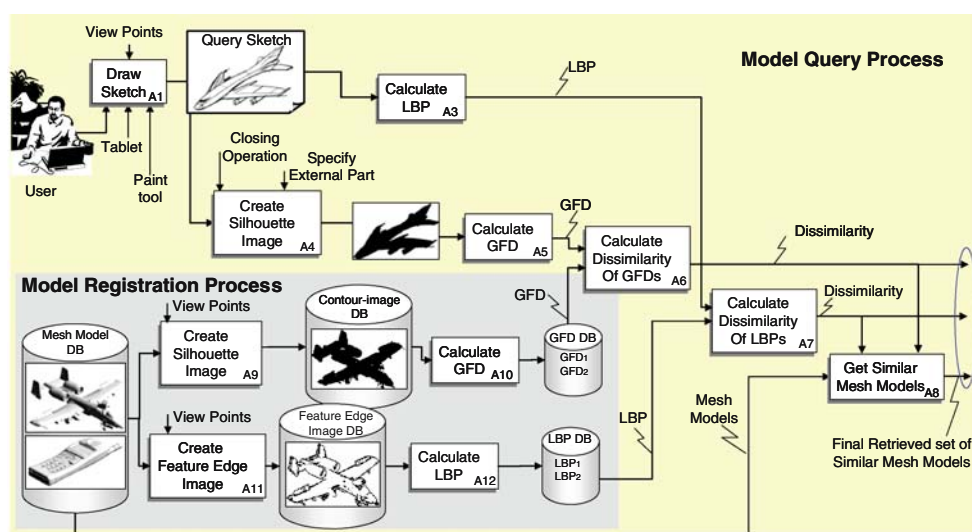 View Points
Query Sketch
Model Query Process
Draw
Sketch A1
LBP
Calculate
LBP A3
Tablet
Closing
Operation
Specify
External Part
User
Paint
tool
Create
Silhouette
Image A4
GFD
Calculate
GFD A5
Calculate
Dissimilarity
Of GFDs A6
Dissimilarity
Model Registration Process
View Points
Contour-image
DB
GFD
Dissimilarity
Mesh Model
DB
Create
Silhouette
Image A9
Calculate
GFD A10
GFD DB
GFD1
GFD2
Calculate
Dissimilarity
Of LBPs A7
Get Similar
Mesh Models A8
View Points
Feature Edge
Image DB
LBP
Mesh
Models
Create
Feature Edge
Image A11
Calculate
LBP A12
LBP DB
LBP1
LBP2
Final Retrieved set of
Similar Mesh Models